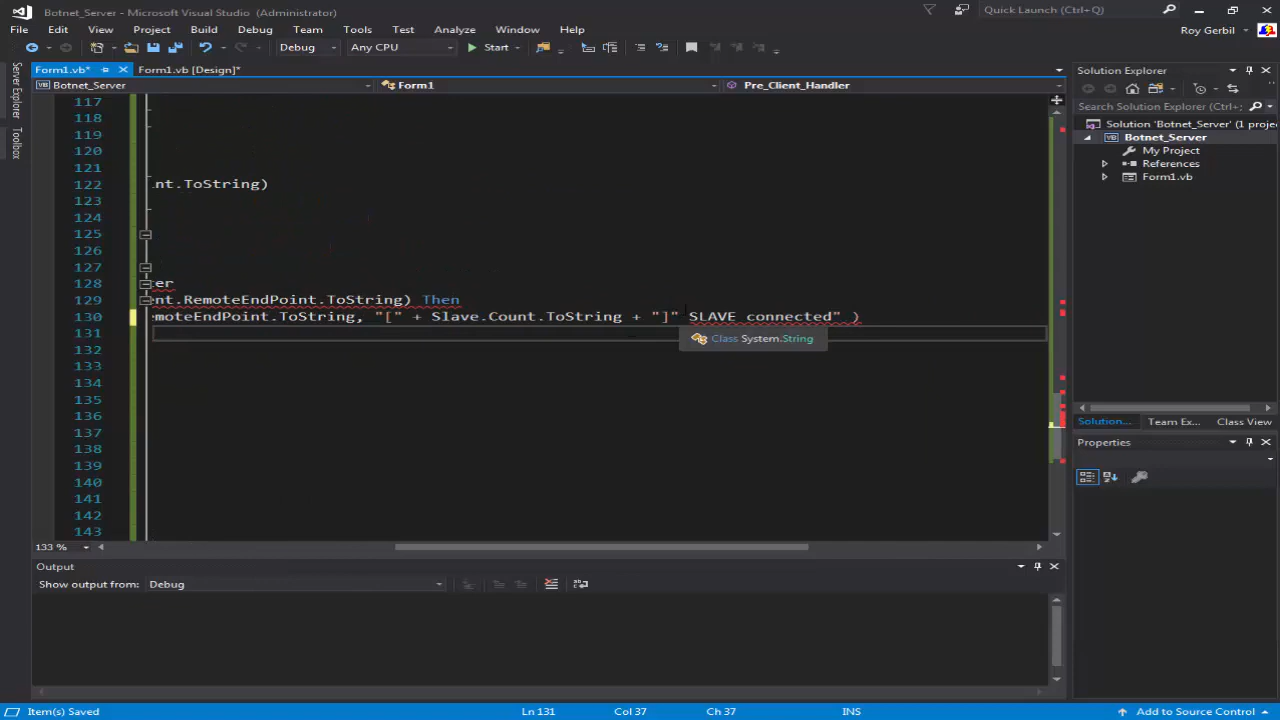 Botnet_Server - Microsoft Visual Studio (Administrator)
Quick Launch (Ctrl+Q)
File Edit View Project Build Debug Team Tools Test Analyze Window Help
Roy Gerbil
Debug Any CPU Start
Server Explorer
Toolbox
Form1.vb* Form1.vb [Design]*
Botnet_Server Form1 Pre_Client_Handler
117
118
119
120
121
122 nt.ToString)
123
124
125
126
127
128 er
129 nt.RemoteEndPoint.ToString) Then
130 moteEndPoint.ToString, "[" + Slave.Count.ToString + "]" SLAVE connected" )
131
Class System.String
132
133
134
135
136
137
138
139
140
141
142
143
133 %
Output
Show output from: Debug
Solution Explorer
Search Solution Explorer (Ctrl+;)
Solution 'Botnet_Server' (1 projec
Botnet_Server
My Project
References
Form1.vb
Solution... Team Ex... Class View
Properties
Item(s) Saved Ln 131 Col 37 Ch 37 INS Add to Source Control